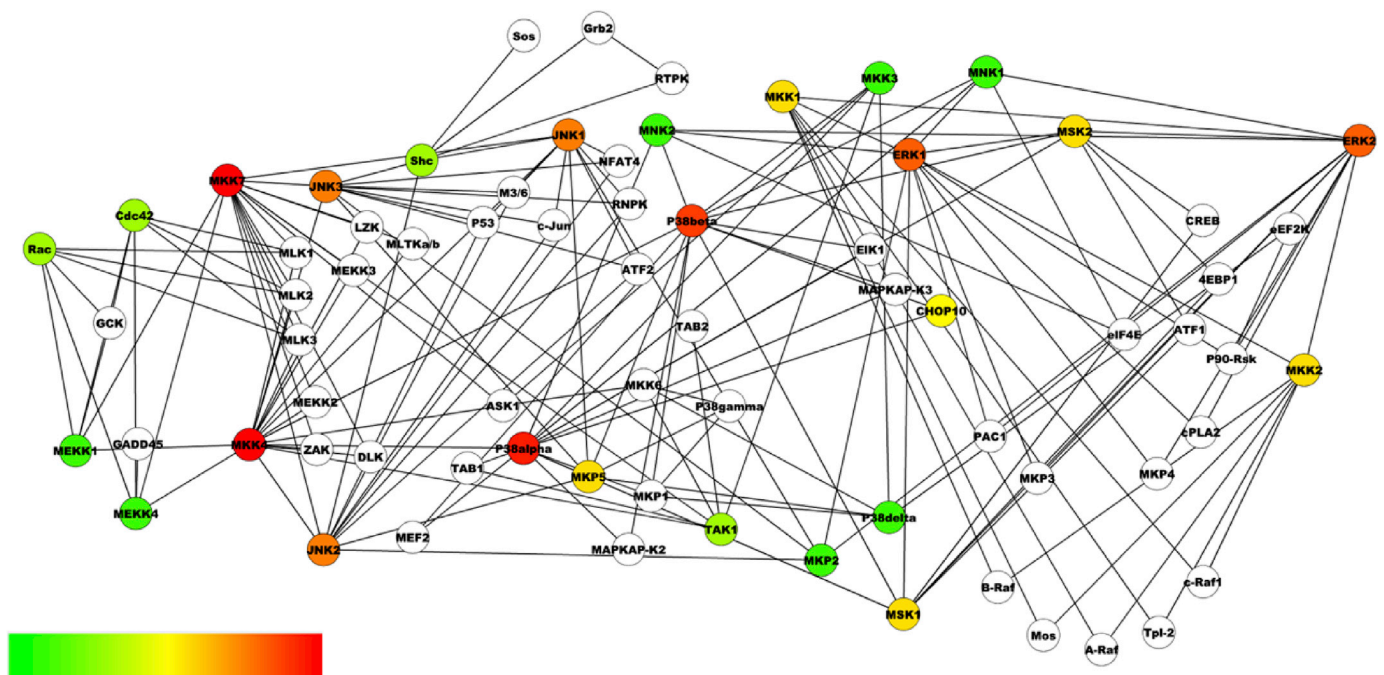 Grb2
Sos
RTPK
MKK3
MNK1
MKK1
MNK2
MSK2
JNK1
ERK2
ERK1
Shc
NFAT4
MKK7
JNK3
M3/6
RNPK
Cdc42
LZK
P53
c-Jun
P38beta
CREB
eEF2K
Rac
MLK1
MLTKa/b
EIK1
MEKK3
ATF2
4EBP1
MLK2
MAPKAP-K3
CHOP10
GCK
TAB2
eIF4E
ATF1
MLK3
P90-Rsk
MKK2
MKK6
MEKK2
ASK1
P38gamma
cPLA2
PAC1
GADD45
MEKK1
MKK4
ZAK
DLK
P38alpha
TAB1
MKP5
MKP3
MKP4
MKP1
MEKK4
P38delta
TAK1
MEF2
JNK2
MAPKAP-K2
MKP2
B-Raf
c-Raf1
MSK1
Mos
A-Raf
Tpl-2